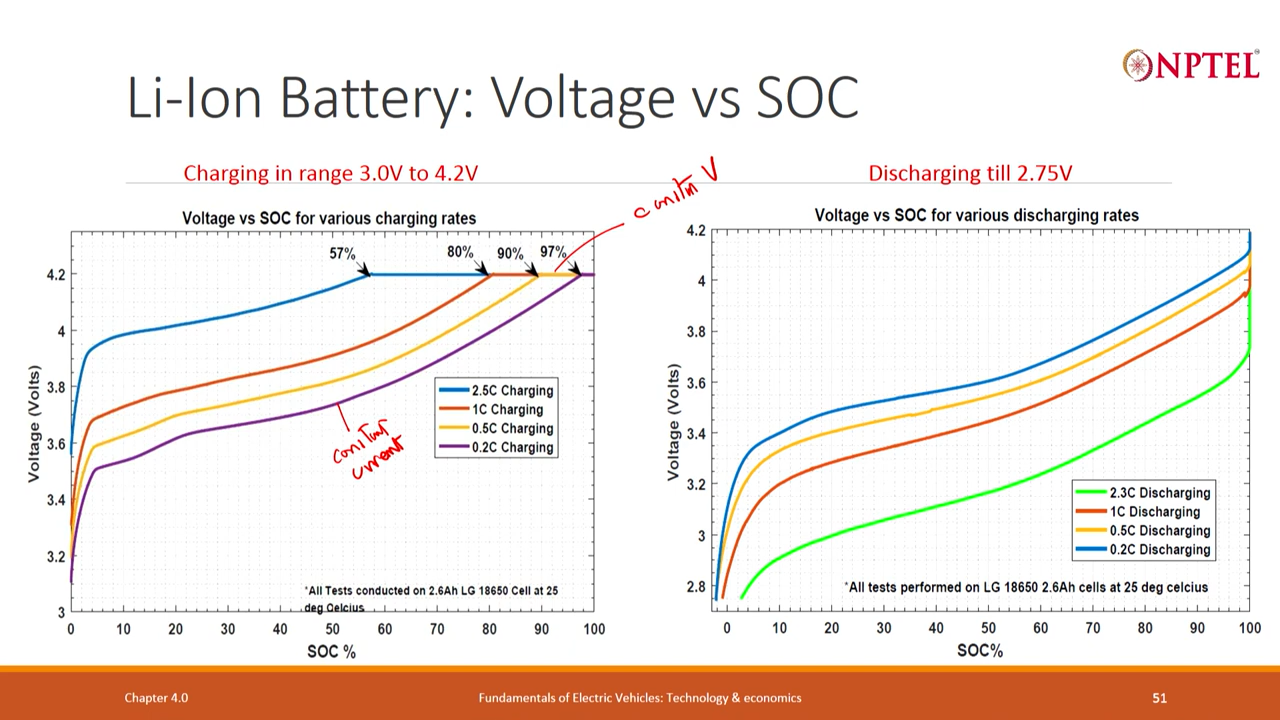 NPTEL
Li-Ion Battery: Voltage vs SOC
Charging in range 3.0V to 4.2V
Discharging till 2.75V
Voltage vs SOC for various charging rates
57%
80%
90%
97%
Voltage (Volts)
4.2
4
3.8
3.6
3.4
3.2
3
2.5C Charging
1C Charging
0.5C Charging
0.2C Charging
*All Tests conducted on 2.6Ah LG 18650 Cell at 25
deg Celcius
0 10 20 30 40 50 60 70 80 90 100
SOC %
V
Voltage vs SOC for various discharging rates
Voltage (Volts)
4.2
4
3.8
3.6
3.4
3.2
3
2.8
2.3C Discharging
1C Discharging
0.5C Discharging
0.2C Discharging
*All tests performed on LG 18650 2.6Ah cells at 25 deg celcius
0 10 20 30 40 50 60 70 80 90 100
SOC%
Chapter 4.0
Fundamentals of Electric Vehicles: Technology & economics
51